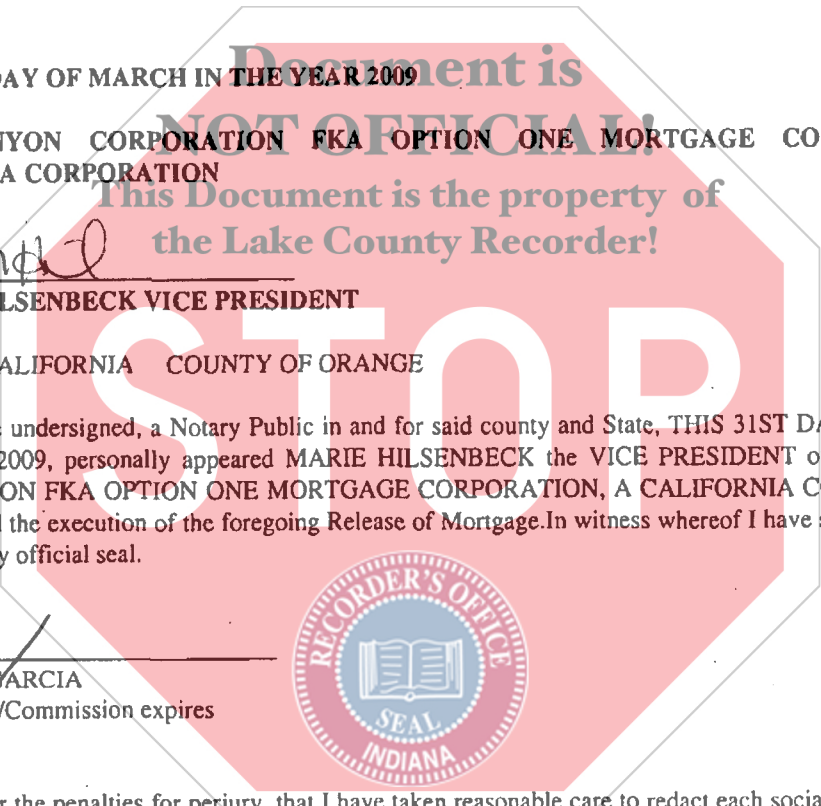 Document is
DAY OF MARCH IN THE YEAR 2009
NOT OFFICIAL!
NYON CORPORATION FKA OPTION ONE MORTGAGE CO
A CORPORATION
This Document is the property of
the Lake County Recorder!
LSENBECK VICE PRESIDENT
STOP
ALIFORNIA COUNTY OF ORANGE
undersigned, a Notary Public in and for said county and State, THIS 31ST DA
2009, personally appeared MARIE HILSENBECK the VICE PRESIDENT o
ON FKA OPTION ONE MORTGAGE CORPORATION, A CALIFORNIA C
the execution of the foregoing Release of Mortgage.In witness whereof I have
y official seal.
RECORDER'S OFFICE
SEAL
INDIANA
ARCIA
/Commission expires
r the penalties for perjury, that I have taken reasonable care to redact each socia